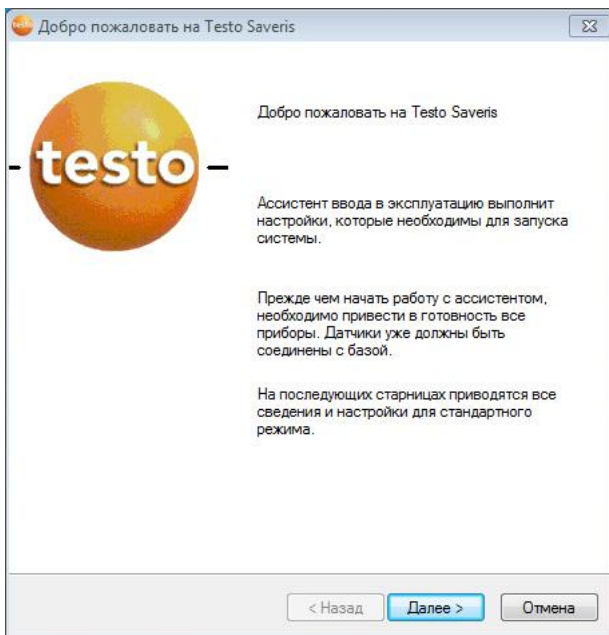 Добро пожаловать на Testo Saveris
testo
Добро пожаловать на Testo Saveris
Ассистент ввода в эксплуатацию выполнит
настройки, которые необходимы для запуска
системы.
Прежде чем начать работу с ассистентом,
необходимо привести в готовность все
приборы. Датчики уже должны быть
соединены с базой.
На последующих старницах приводятся все
сведения и настройки для стандартного
режима.
< Назад
Далее >
Отмена